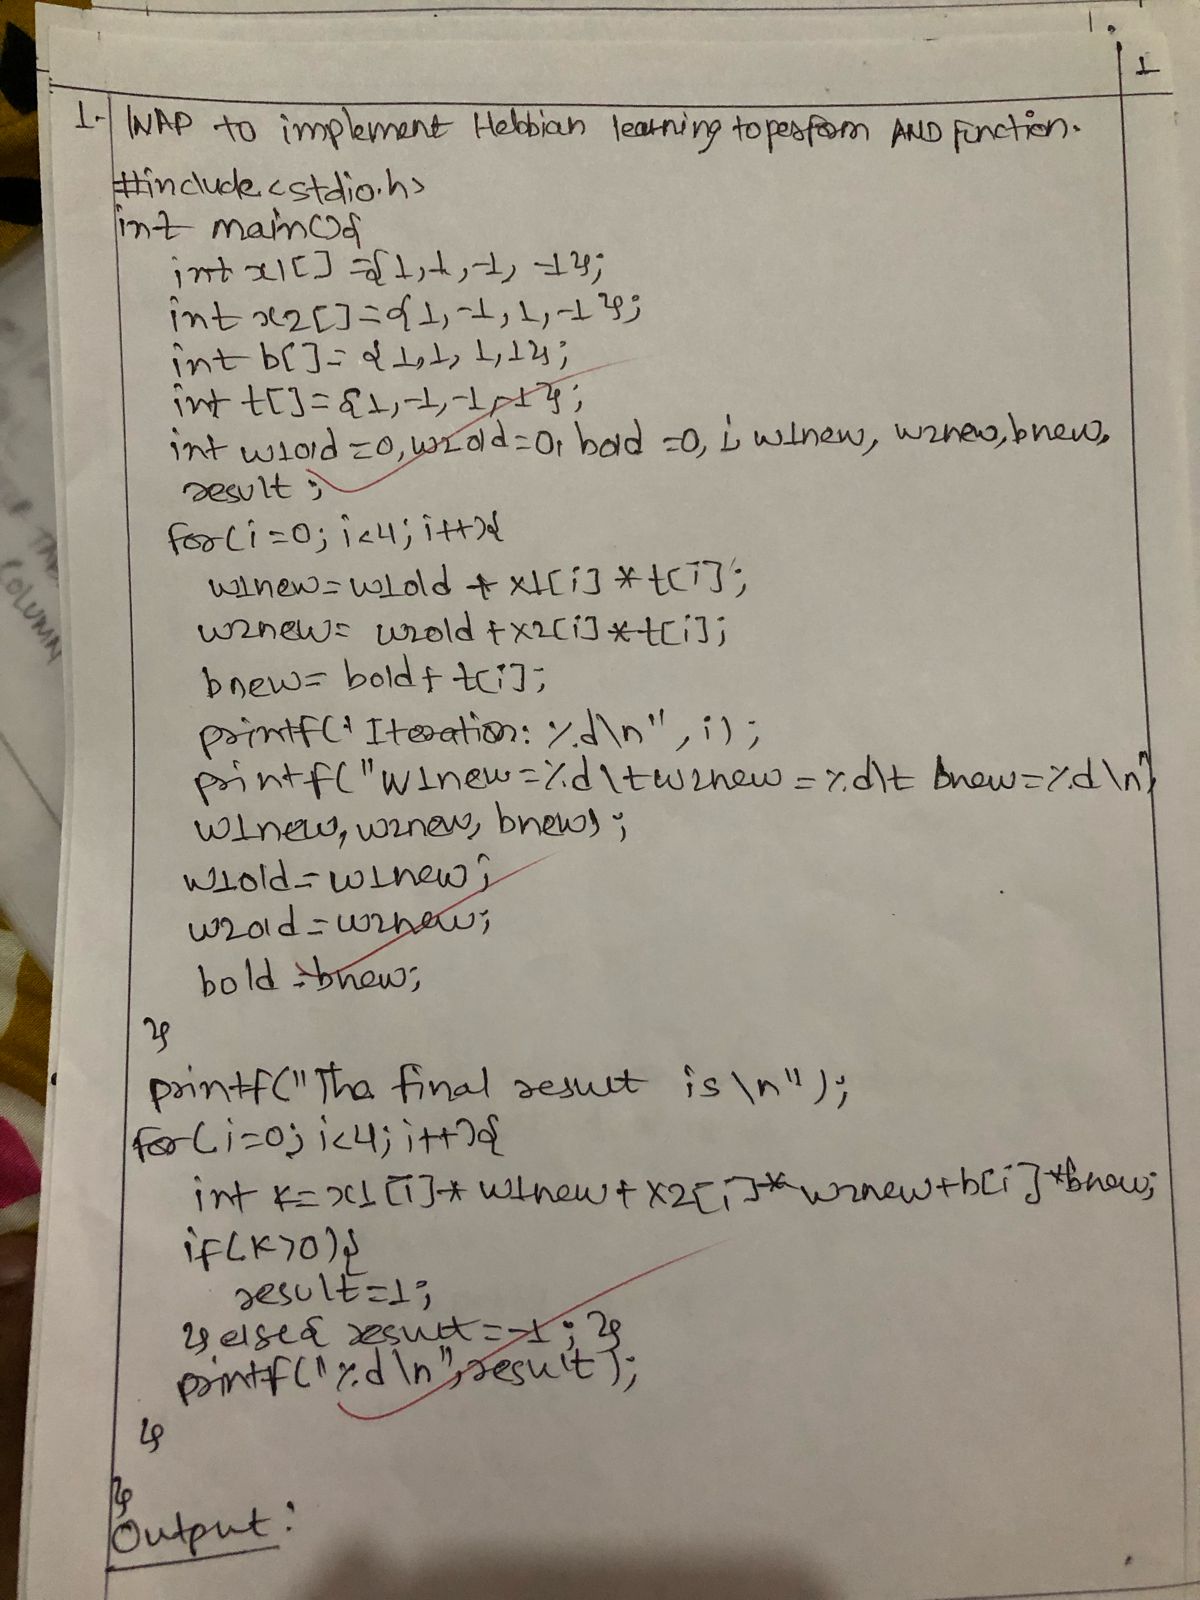 1
1. WAP to implement Hebbian learning to perform AND function.
#include<stdio.h>
int main(){
int x1[] ={1,1,-1, -1};
int x2[]={1,-1,1,-1};
int b[]={1,1,1,1};
int t[]={1,-1,-1,-1};
int w1old=0,w2old=0, bold =0, i, w1new, w2new,bnew,
result;
for(i=0; i<4; i++){
w1new=w1old + x1[i] * t[i];
w2new= w2old +x2[i]*t[i];
bnew= bold+ t[i];
printf("Iteration: %d\n", i);
printf("W1new=%d\tw2new =%d\t bnew=%d\n",
w1new, w2new, bnew);
w1old=w1new;
w2old=w2new;
bold =bnew;
}
printf("The final result is \n");
for(i=0; i<4; i++){
int k=x1[i]* w1new+x2[i]* w2new+b[i]*bnew;
if(k>0){
result=1;
}else{ result=-1; }
printf("%d\n", result);
}
}
Output: